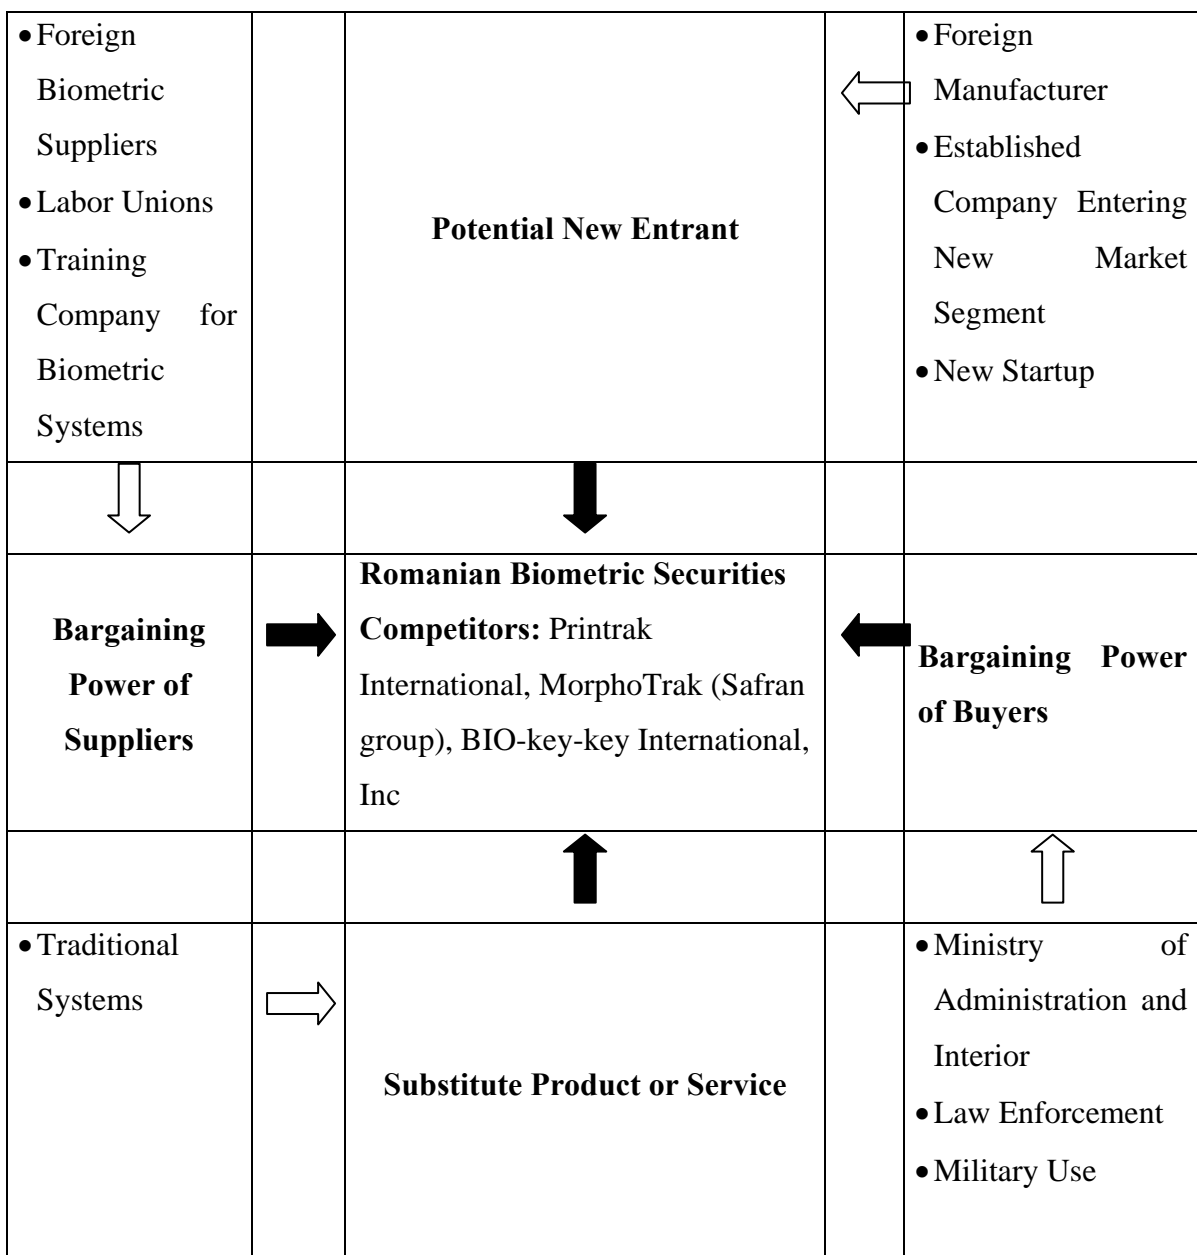 • Foreign
Biometric
Suppliers
• Labor Unions
• Training
Company for
Biometric
Systems
Potential New Entrant
• Foreign
Manufacturer
• Established
Company Entering
New Market
Segment
• New Startup
Bargaining
Power of
Suppliers
Romanian Biometric Securities
Competitors: Printrak
International, MorphoTrak (Safran
group), BIO-key-key International,
Inc
Bargaining Power
of Buyers
• Traditional
Systems
Substitute Product or Service
• Ministry of
Administration and
Interior
• Law Enforcement
• Military Use